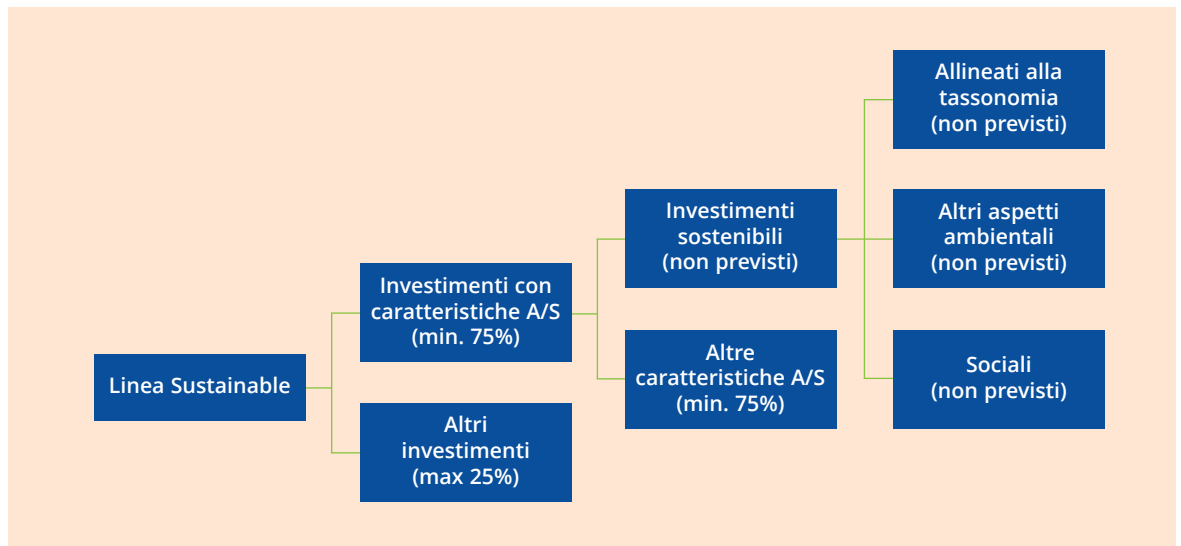 Linea Sustainable
Investimenti con
caratteristiche A/S
(min. 75%)
Altri
investimenti
(max 25%)
Investimenti
sostenibili
(non previsti)
Altre
caratteristiche A/S
(min. 75%)
Allineati alla
tassonomia
(non previsti)
Altri aspetti
ambientali
(non previsti)
Sociali
(non previsti)